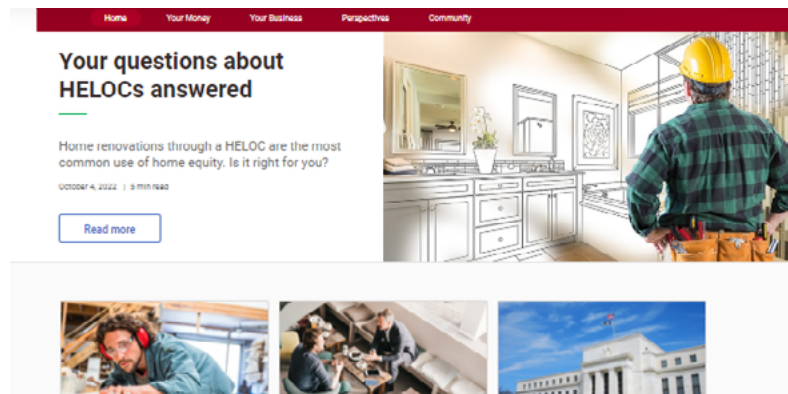 Home Your Money Your Business Perspectives Community
Your questions about
HELOCs answered
Home renovations through a HELOC are the most
common use of home equity. Is it right for you?
October 4, 2022 | 5 min read
Read more